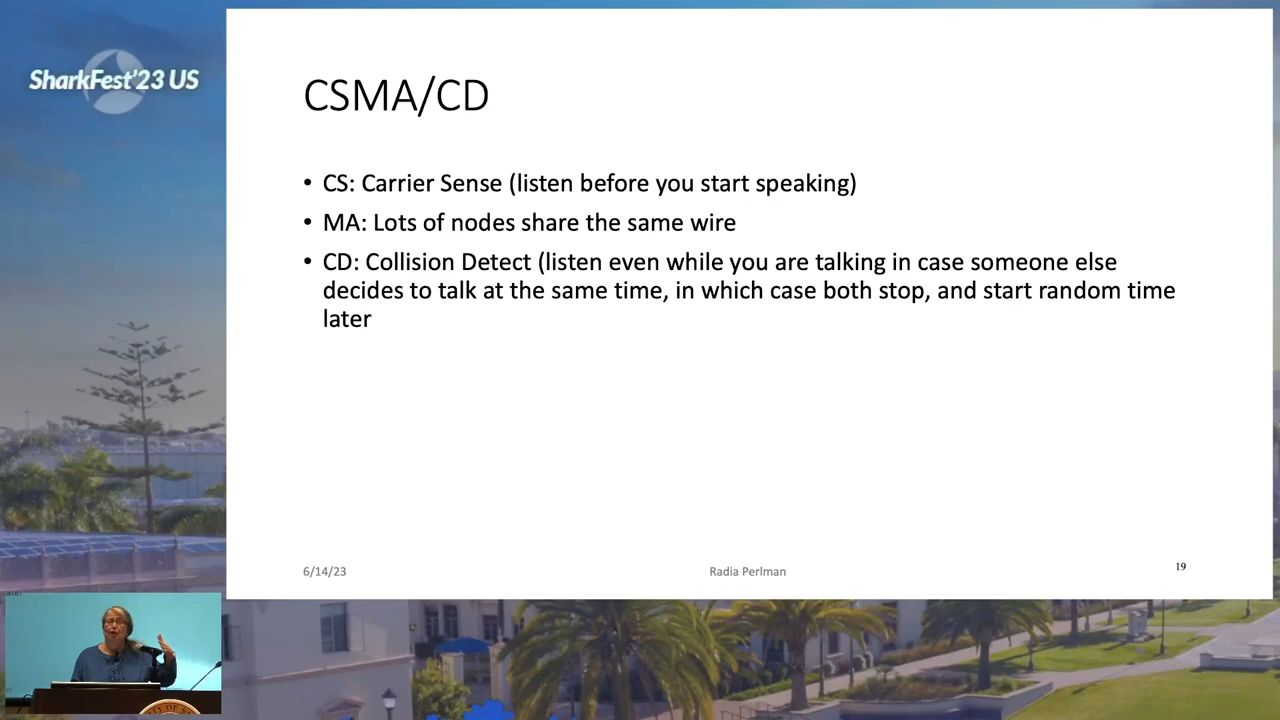 SharkFest'23 US
CSMA/CD
• CS: Carrier Sense (listen before you start speaking)
• MA: Lots of nodes share the same wire
• CD: Collision Detect (listen even while you are talking in case someone else
decides to talk at the same time, in which case both stop, and start random time
later
6/14/23
Radia Perlman
19